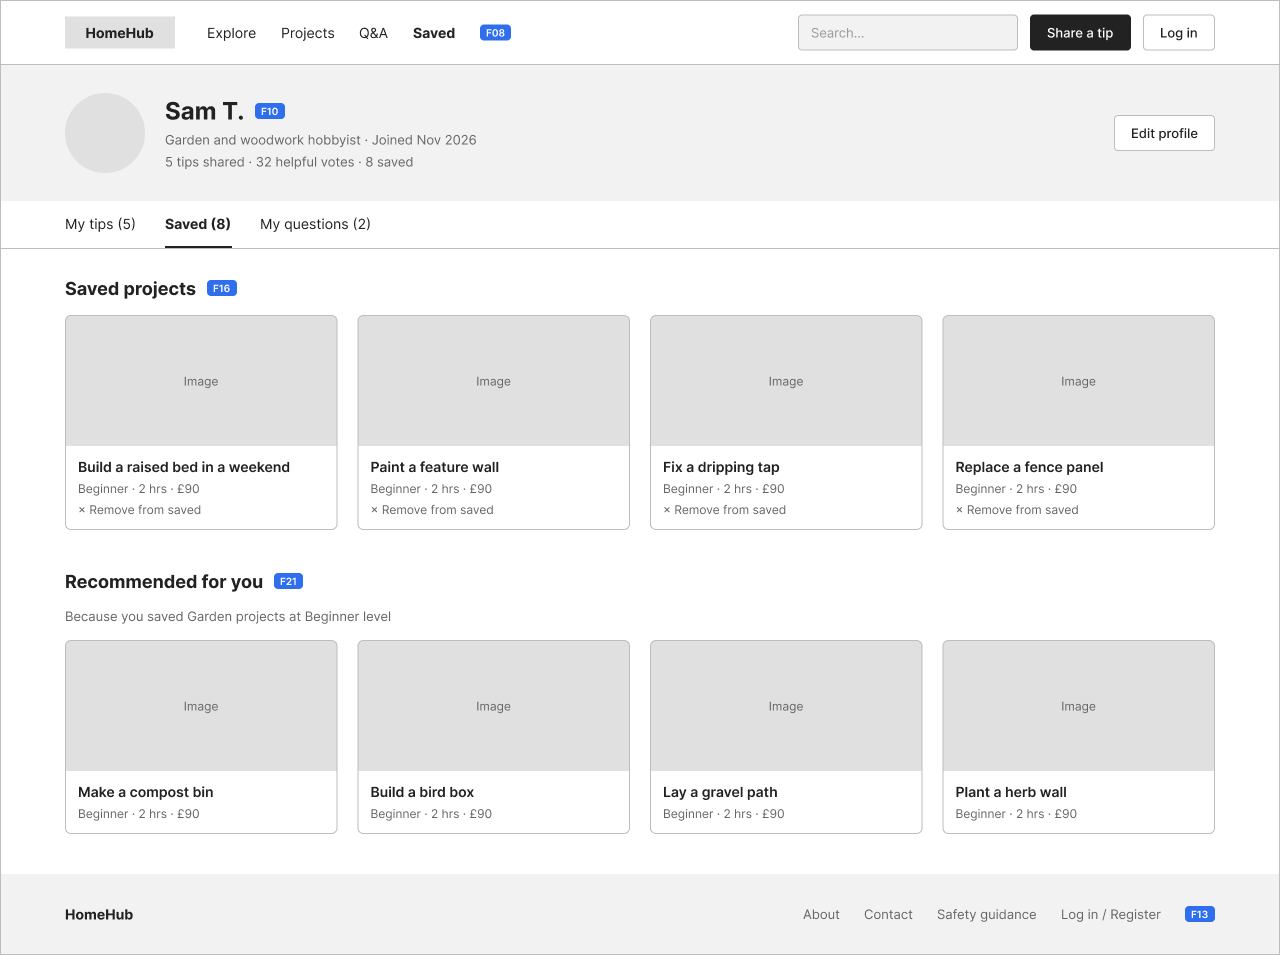 HomeHub Explore Projects Q&A Saved F08 Search... Share a tip Log in
Sam T. F10
Garden and woodwork hobbyist · Joined Nov 2026
5 tips shared · 32 helpful votes · 8 saved
Edit profile
My tips (5) Saved (8) My questions (2)
Saved projects F16
Image Image Image Image
Build a raised bed in a weekend Paint a feature wall Fix a dripping tap Replace a fence panel
Beginner · 2 hrs · £90 Beginner · 2 hrs · £90 Beginner · 2 hrs · £90 Beginner · 2 hrs · £90
× Remove from saved × Remove from saved × Remove from saved × Remove from saved
Recommended for you F21
Because you saved Garden projects at Beginner level
Image Image Image Image
Make a compost bin Build a bird box Lay a gravel path Plant a herb wall
Beginner · 2 hrs · £90 Beginner · 2 hrs · £90 Beginner · 2 hrs · £90 Beginner · 2 hrs · £90
HomeHub About Contact Safety guidance Log in / Register F13